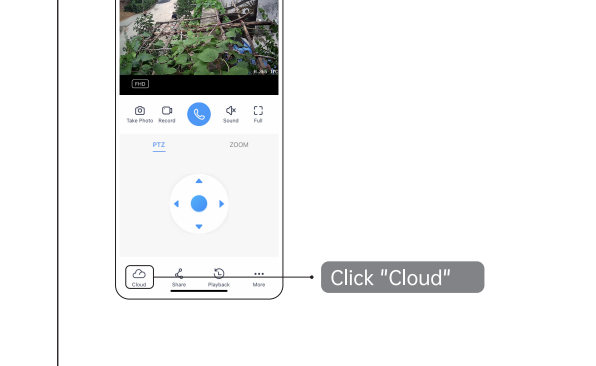 FHD
Take Photo Record Sound Full
PTZ ZOOM
Cloud Share Playback More
Click "Cloud"